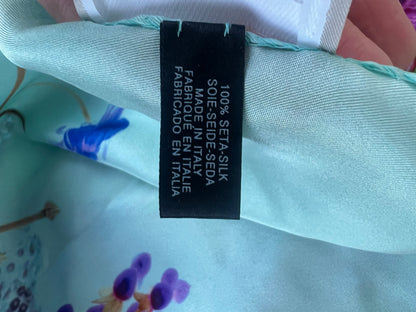 100% SETA-SILK
SOIE-SEIDE-SEDA
MADE IN ITALY
FABRIQUÉ EN ITALIE
FABRICADO EN ITALIA